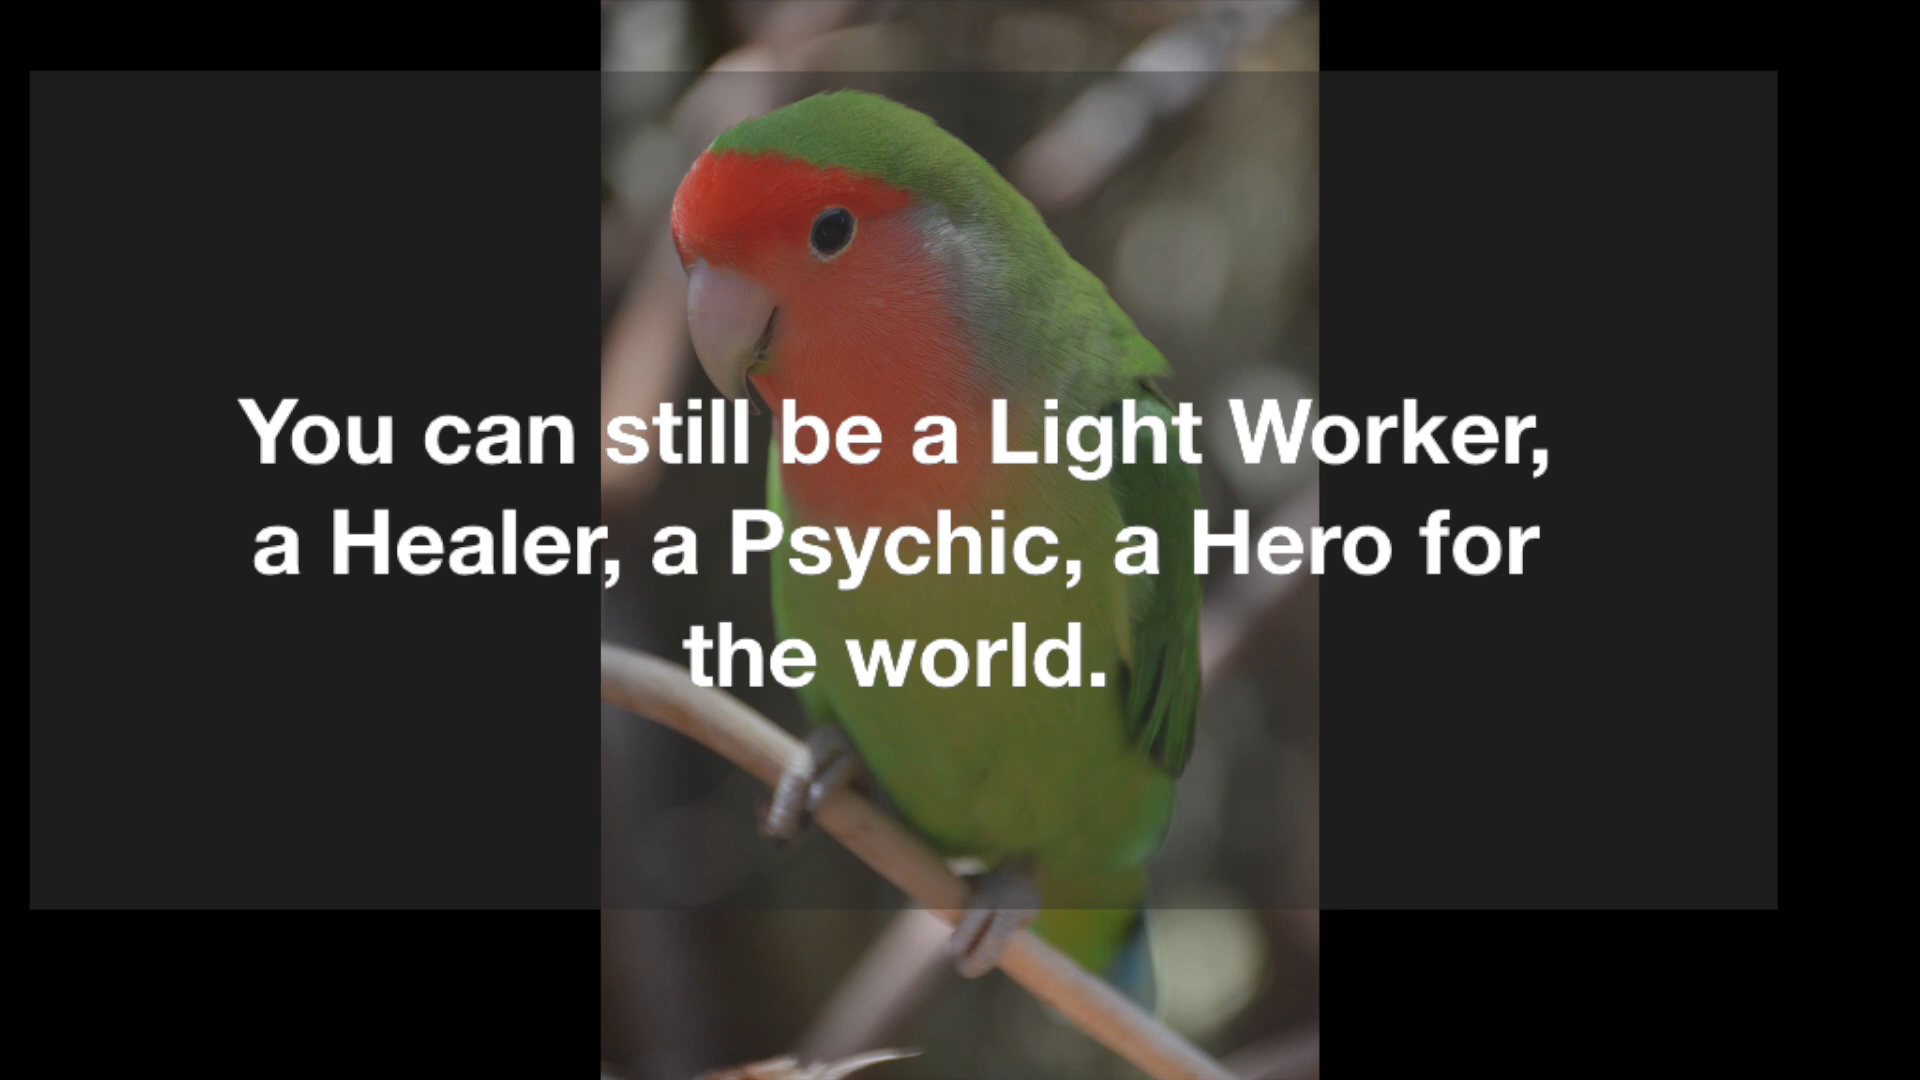 You can still be a Light Worker,
a Healer, a Psychic, a Hero for
the world.